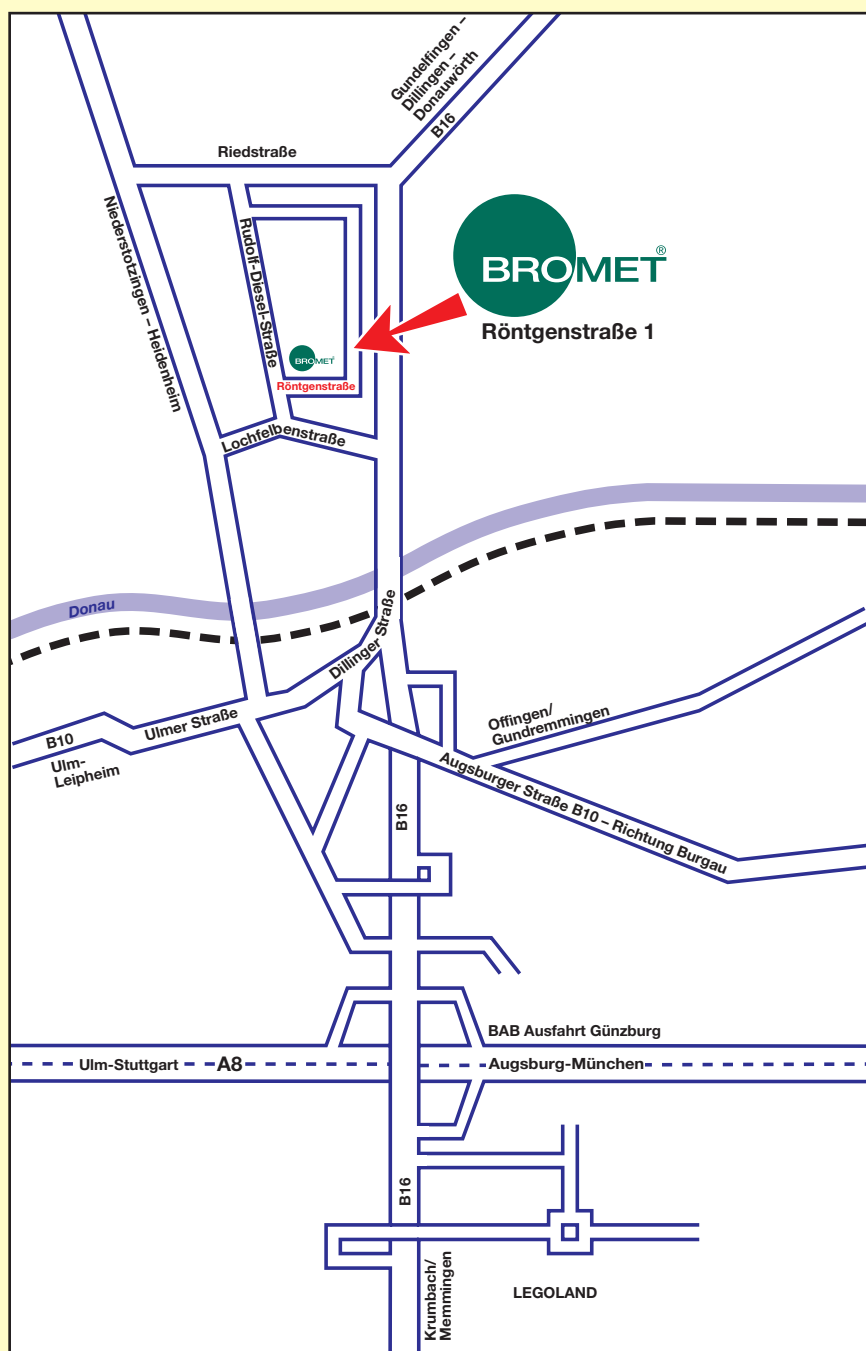 Gundelfingen –
Dillingen –
Donauwörth
B16
Riedstraße
Niederstotzingen – Heidenheim
Rudolf-Diesel-Straße
BROMET®
Röntgenstraße 1
BROMET®
Röntgenstraße
Lochfelbenstraße
Donau
Dillinger Straße
Ulmer Straße
B10
Ulm-
Leipheim
Offingen/
Gundremmingen
Augsburger Straße B10 – Richtung Burgau
B16
BAB Ausfahrt Günzburg
Ulm-Stuttgart
A8
Augsburg-München
B16
Krumbach/
Memmingen
LEGOLAND